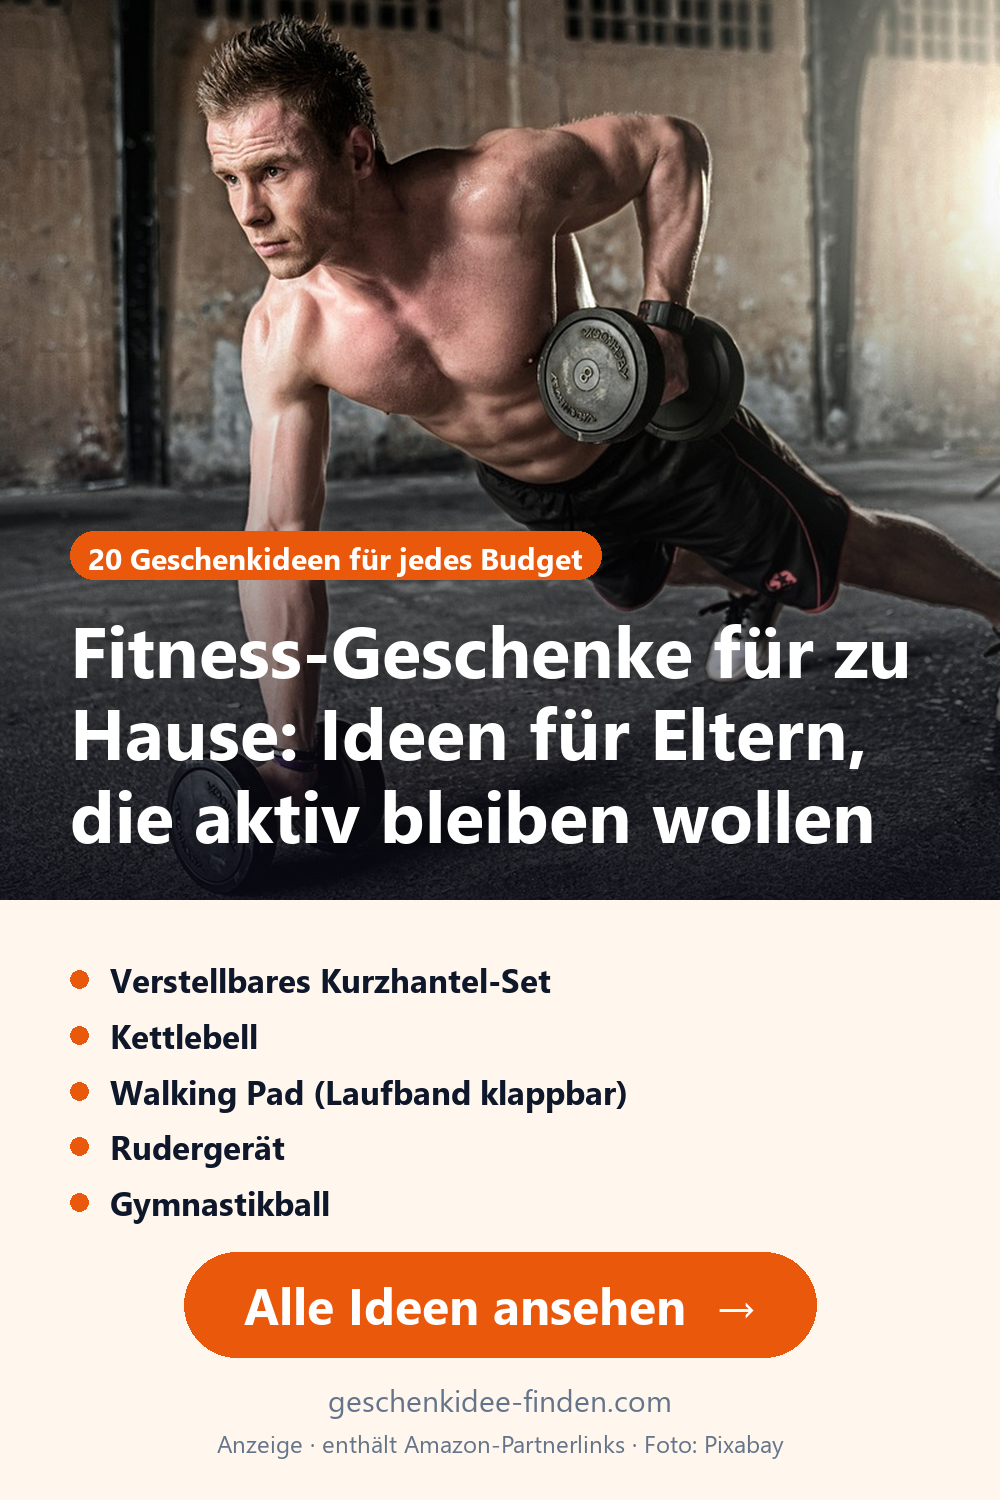 20 Geschenkideen für jedes Budget
Fitness-Geschenke für zu
Hause: Ideen für Eltern,
die aktiv bleiben wollen
Verstellbares Kurzhantel-Set
Kettlebell
Walking Pad (Laufband klappbar)
Rudergerät
Gymnastikball
Alle Ideen ansehen →
geschenkidee-finden.com
Anzeige · enthält Amazon-Partnerlinks · Foto: Pixabay